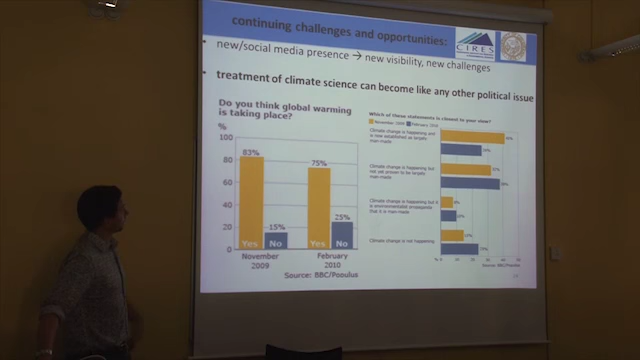 continuing challenges and opportunities:
CIRES
• new/social media presence → new visibility, new challenges
• treatment of climate science can become like any other political issue
Do you think global warming
is taking place?
%
100
80
60
40
20
0
83%
15%
75%
25%
Yes
No
Yes
No
November
2009
February
2010
Source: BBC/Populus
Which of these statements is closest to your view?
November 2009
February 2010
Climate change is happening and
is now established as largely
man-made
Climate change is happening but
not yet proven to be largely
man-made
Climate change is happening but it
is environmentalist propaganda
that it is man-made
Climate change is not happening
% 0
10
20
30
40
50
Source: BBC/Populus